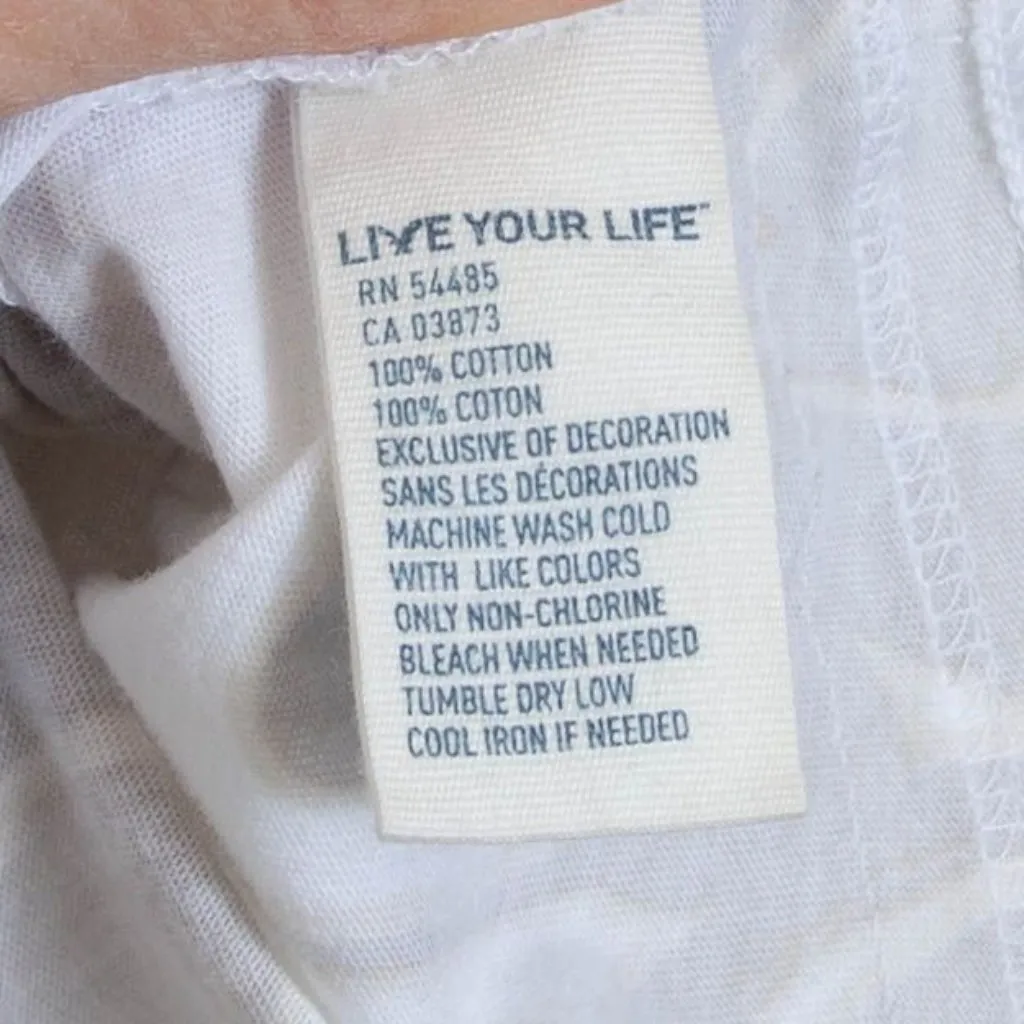 LIVE YOUR LIFE™
RN 54485
CA 03873
100% COTTON
100% COTON
EXCLUSIVE OF DECORATION
SANS LES DÉCORATIONS
MACHINE WASH COLD
WITH LIKE COLORS
ONLY NON-CHLORINE
BLEACH WHEN NEEDED
TUMBLE DRY LOW
COOL IRON IF NEEDED